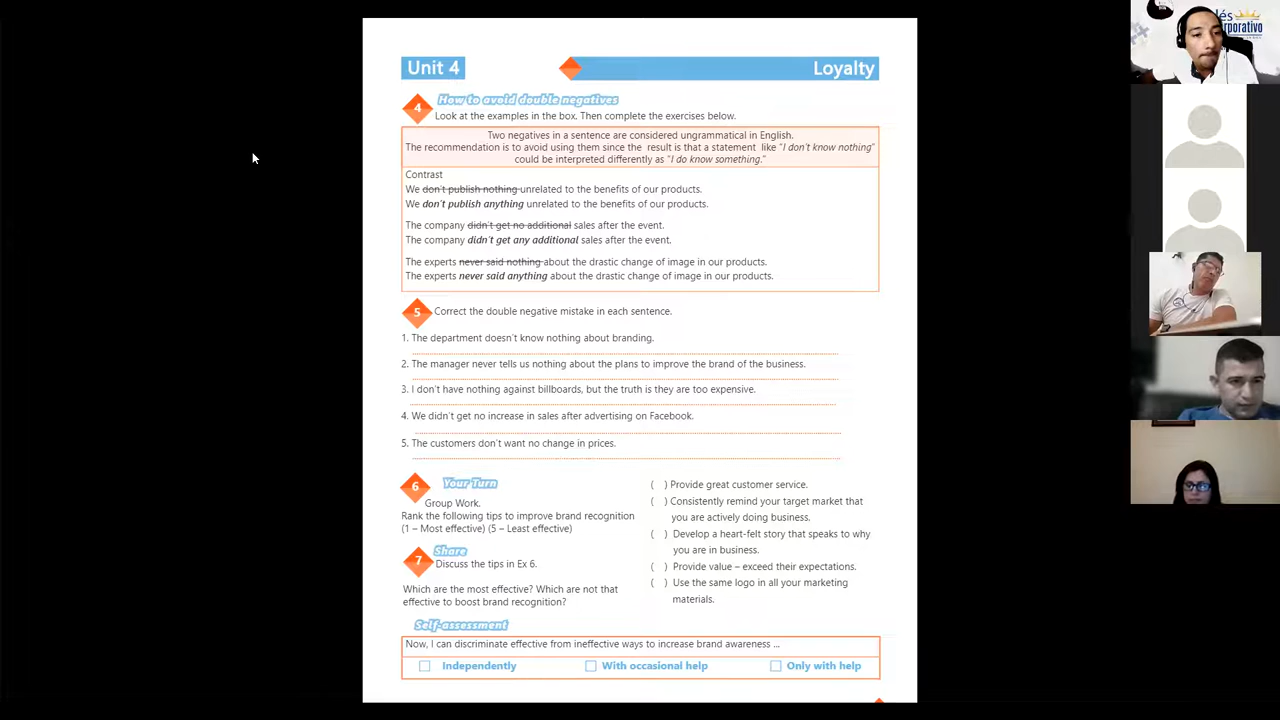 Unit 4
Loyalty
4
How to avoid double negatives
Look at the examples in the box. Then complete the exercises below.
Two negatives in a sentence are considered ungrammatical in English.
The recommendation is to avoid using them since the result is that a statement like "I don't know nothing"
could be interpreted differently as "I do know something."
Contrast
We don't publish nothing unrelated to the benefits of our products.
We don't publish anything unrelated to the benefits of our products.
The company didn't get no additional sales after the event.
The company didn't get any additional sales after the event.
The experts never said nothing about the drastic change of image in our products.
The experts never said anything about the drastic change of image in our products.
5
Correct the double negative mistake in each sentence.
1. The department doesn't know nothing about branding.
2. The manager never tells us nothing about the plans to improve the brand of the business.
3. I don't have nothing against billboards, but the truth is they are too expensive.
4. We didn't get no increase in sales after advertising on Facebook.
5. The customers don't want no change in prices.
6
Your Turn
Group Work.
Rank the following tips to improve brand recognition
(1 – Most effective) (5 – Least effective)
( ) Provide great customer service.
( ) Consistently remind your target market that
you are actively doing business.
( ) Develop a heart-felt story that speaks to why
you are in business.
( ) Provide value – exceed their expectations.
( ) Use the same logo in all your marketing
materials.
7
Share
Discuss the tips in Ex 6.
Which are the most effective? Which are not that
effective to boost brand recognition?
Self-assessment
Now, I can discriminate effective from ineffective ways to increase brand awareness ...
Independently
With occasional help
Only with help